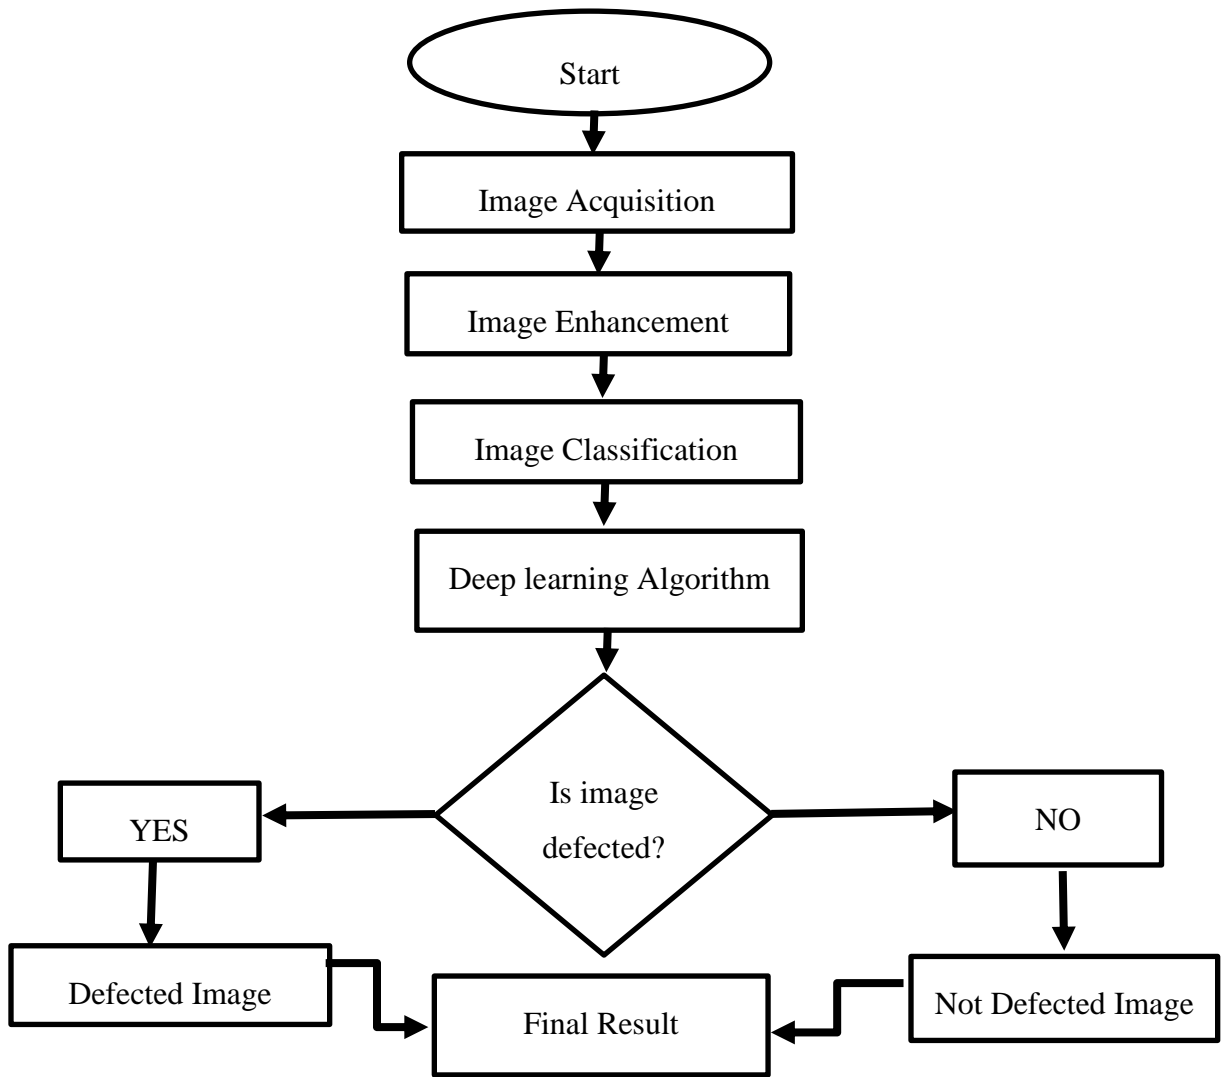 Start
Image Acquisition
Image Enhancement
Image Classification
Deep learning Algorithm
Is image
defected?
YES
NO
Defected Image
Final Result
Not Defected Image